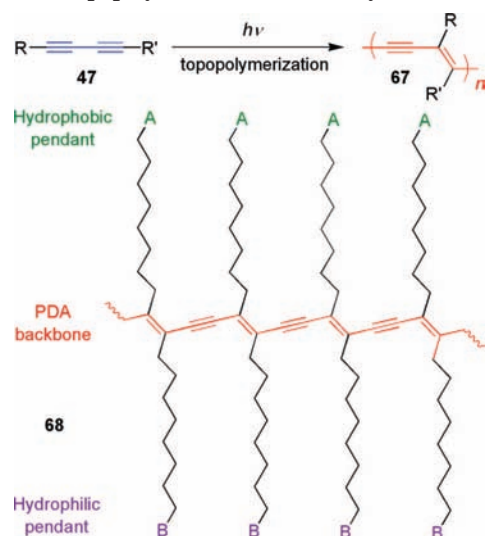 R R' hν R
47 topopolymerization 67 R' n
Hydrophobic A A A A
pendant
PDA
backbone
68
Hydrophilic
pendant B B B B